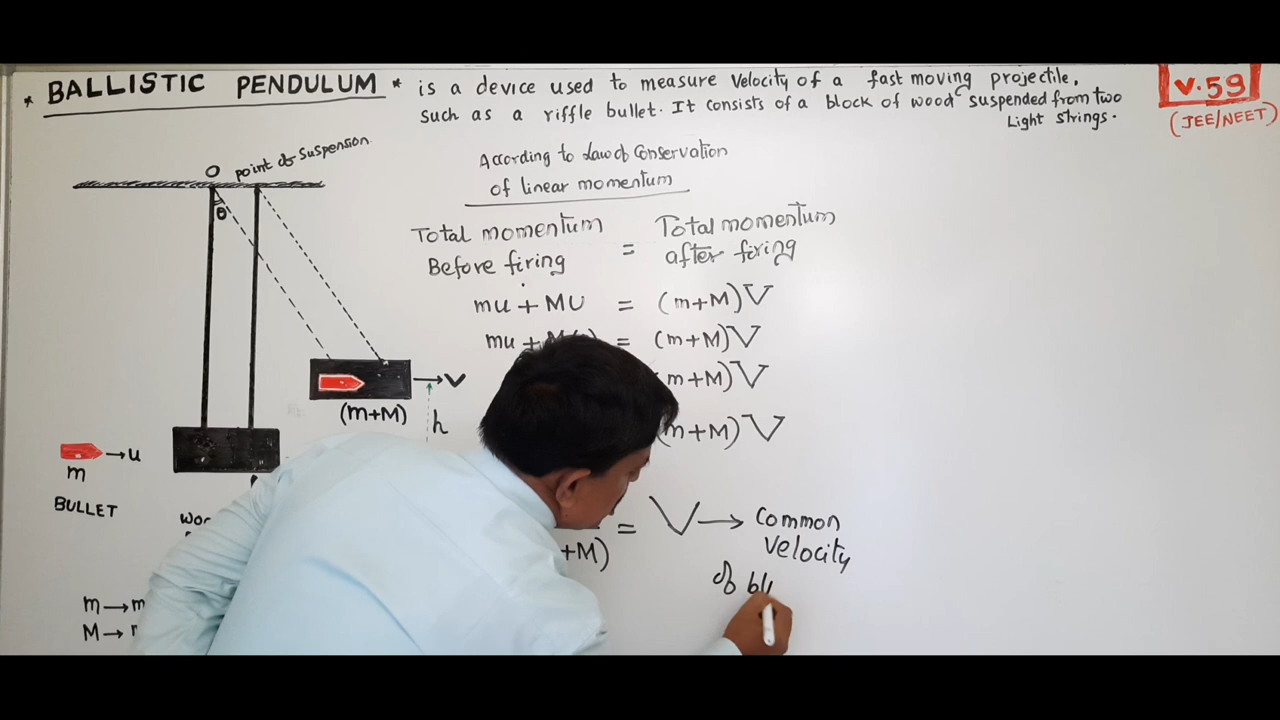 * BALLISTIC PENDULUM * is a device used to measure velocity of a fast moving projectile,
such as a riffle bullet. It consists of a block of wood suspended from two
Light strings.
V.59
(JEE/NEET)
O point of suspension
θ
According to Law of Conservation
of linear momentum
Total momentum Before firing = Total momentum after firing
mu + MU = (m+M)V
mu + = (m+M)V
m+M)V
m+M)V
V
(m+M)
h
u
m
BULLET
+M) = V → Common
velocity
of
m →
M →